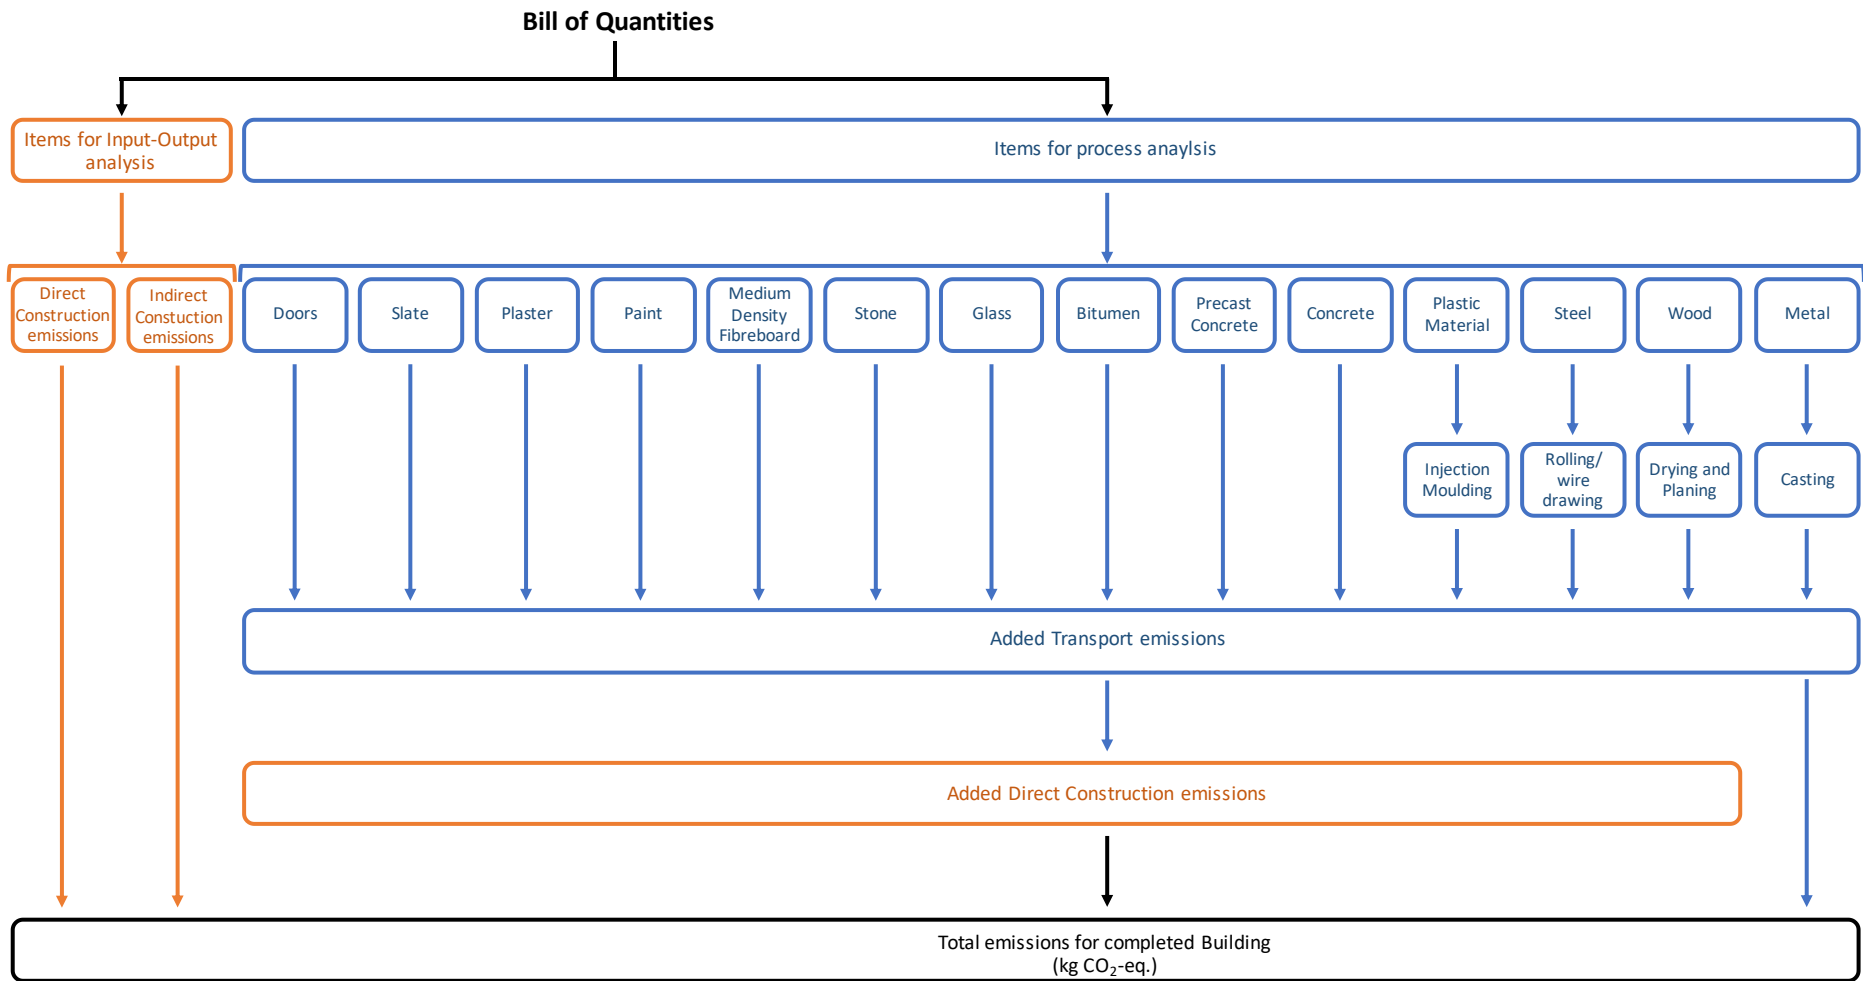 Bill of Quantities
Items for Input-Output
analysis
Items for process anaylsis
Direct
Construction
emissions
Indirect
Constuction
emissions
Doors
Slate
Plaster
Paint
Medium
Density
Fibreboard
Stone
Glass
Bitumen
Precast
Concrete
Concrete
Plastic
Material
Steel
Wood
Metal
Injection
Moulding
Rolling/
wire
drawing
Drying and
Planing
Casting
Added Transport emissions
Added Direct Construction emissions
Total emissions for completed Building
(kg CO₂-eq.)